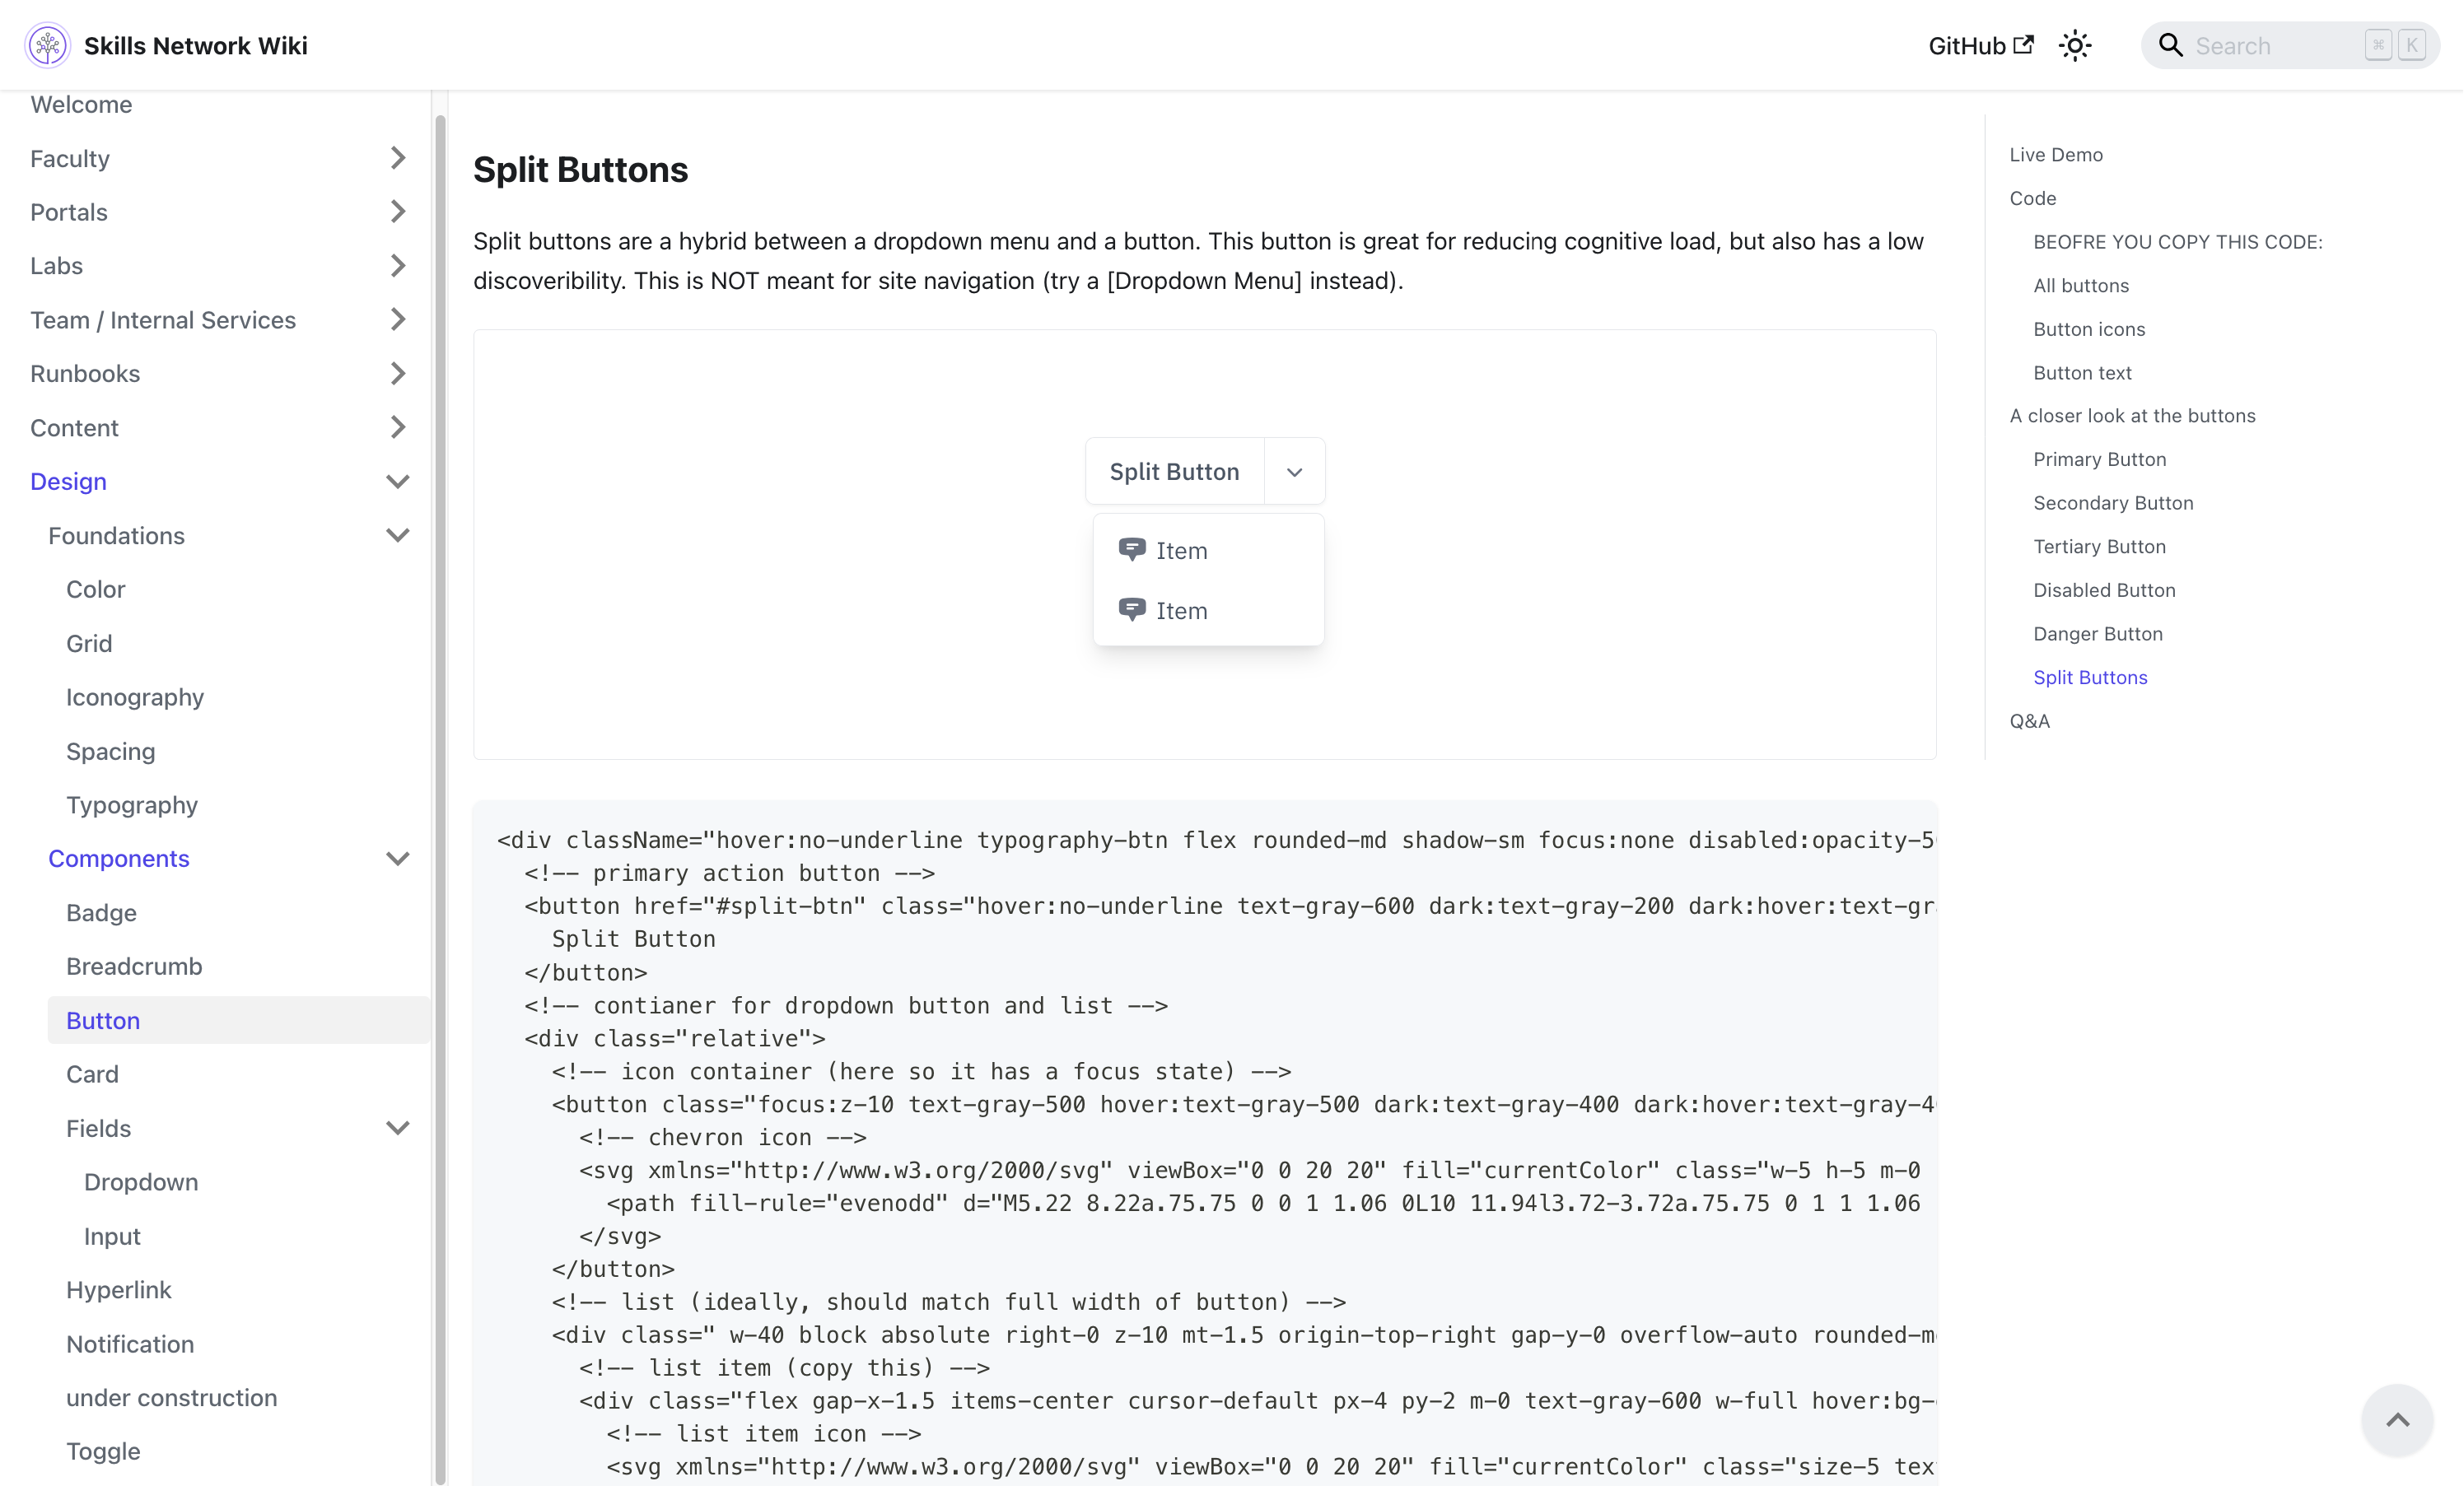 Skills Network Wiki
GitHub
Search
⌘ K
Welcome
Faculty
Portals
Labs
Team / Internal Services
Runbooks
Content
Design
Foundations
Color
Grid
Iconography
Spacing
Typography
Components
Badge
Breadcrumb
Button
Card
Fields
Dropdown
Input
Hyperlink
Notification
under construction
Toggle
Split Buttons
Split buttons are a hybrid between a dropdown menu and a button. This button is great for reducing cognitive load, but also has a low
discoveribility. This is NOT meant for site navigation (try a [Dropdown Menu] instead).
Split Button
Item
Item
<div className="hover:no-underline typography-btn flex rounded-md shadow-sm focus:none disabled:opacity-5
<!-- primary action button -->
<button href="#split-btn" class="hover:no-underline text-gray-600 dark:text-gray-200 dark:hover:text-gr
Split Button
</button>
<!-- contianer for dropdown button and list -->
<div class="relative">
<!-- icon container (here so it has a focus state) -->
<button class="focus:z-10 text-gray-500 hover:text-gray-500 dark:text-gray-400 dark:hover:text-gray-4
<!-- chevron icon -->
<svg xmlns="http://www.w3.org/2000/svg" viewBox="0 0 20 20" fill="currentColor" class="w-5 h-5 m-0
<path fill-rule="evenodd" d="M5.22 8.22a.75.75 0 0 1 1.06 0L10 11.94l3.72-3.72a.75.75 0 1 1 1.06
</svg>
</button>
<!-- list (ideally, should match full width of button) -->
<div class=" w-40 block absolute right-0 z-10 mt-1.5 origin-top-right gap-y-0 overflow-auto rounded-m
<!-- list item (copy this) -->
<div class="flex gap-x-1.5 items-center cursor-default px-4 py-2 m-0 text-gray-600 w-full hover:bg-
<!-- list item icon -->
<svg xmlns="http://www.w3.org/2000/svg" viewBox="0 0 20 20" fill="currentColor" class="size-5 tex
Live Demo
Code
BEOFRE YOU COPY THIS CODE:
All buttons
Button icons
Button text
A closer look at the buttons
Primary Button
Secondary Button
Tertiary Button
Disabled Button
Danger Button
Split Buttons
Q&A